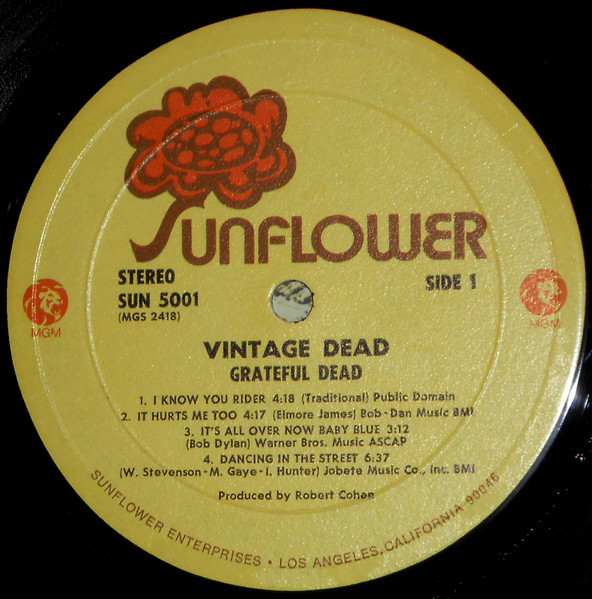 SUNFLOWER
STEREO
SIDE 1
SUN 5001
(MGS 2418)
MGM
MGM
VINTAGE DEAD
GRATEFUL DEAD
1. I KNOW YOU RIDER 4:18 (Traditional) Public Domain
2. IT HURTS ME TOO 4:17 (Elmore James) Bob-Dan Music BMI
3. IT'S ALL OVER NOW BABY BLUE 3:12
(Bob Dylan) Warner Bros. Music ASCAP
4. DANCING IN THE STREET 6:37
(W. Stevenson-M. Gaye-I. Hunter) Jobete Music Co., Inc. BMI
Produced by Robert Cohen
SUNFLOWER ENTERPRISES • LOS ANGELES, CALIFORNIA 90046